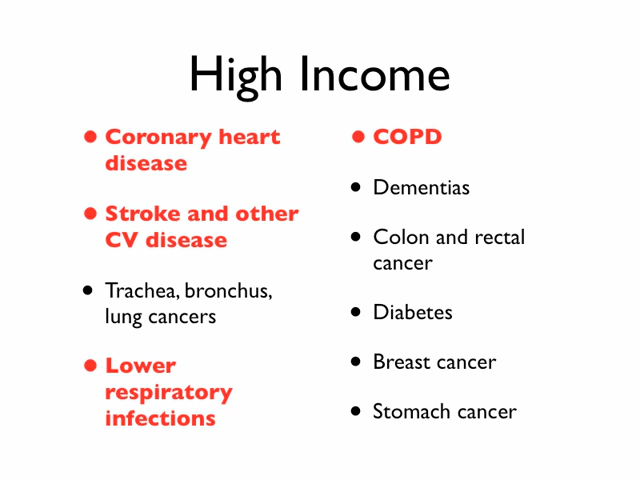 High Income
• Coronary heart
disease
• Stroke and other
CV disease
• Trachea, bronchus,
lung cancers
• Lower
respiratory
infections
• COPD
• Dementias
• Colon and rectal
cancer
• Diabetes
• Breast cancer
• Stomach cancer